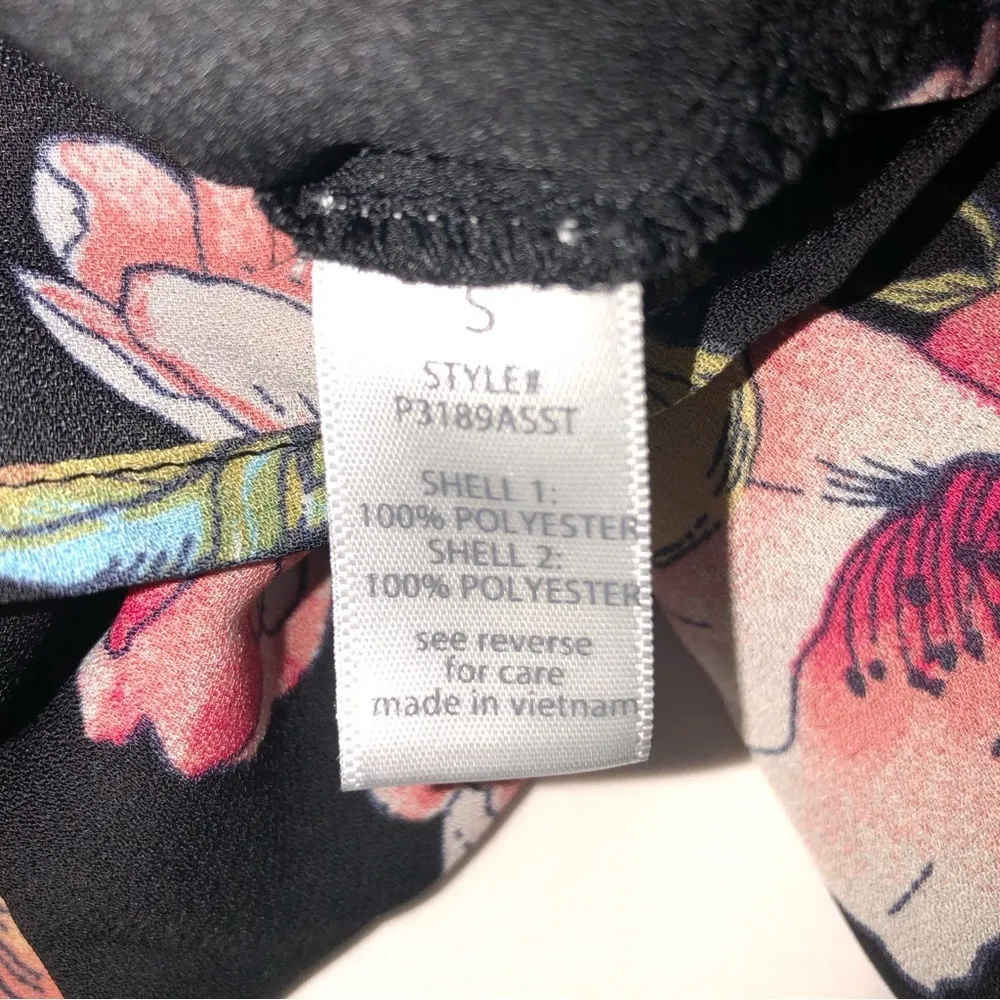 S
STYLE#
P3189ASST
SHELL 1:
100% POLYESTER
SHELL 2:
100% POLYESTER
see reverse
for care
made in vietnam